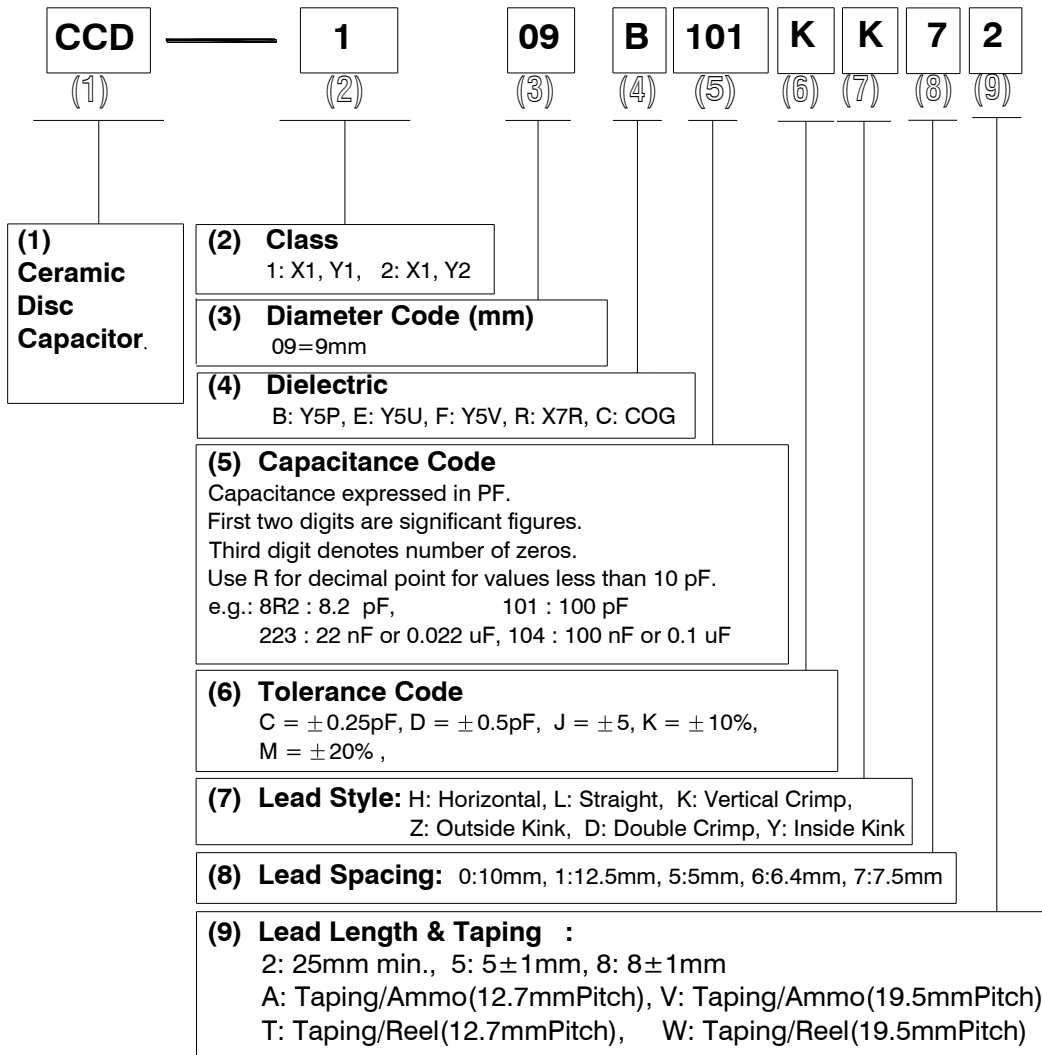 CCD 1 09 B 101 K K 7 2
(1) (2) (3) (4) (5) (6) (7) (8) (9)
(1)
Ceramic
Disc
Capacitor.
(2) Class
1: X1, Y1, 2: X1, Y2
(3) Diameter Code (mm)
09=9mm
(4) Dielectric
B: Y5P, E: Y5U, F: Y5V, R: X7R, C: COG
(5) Capacitance Code
Capacitance expressed in PF.
First two digits are significant figures.
Third digit denotes number of zeros.
Use R for decimal point for values less than 10 pF.
e.g.: 8R2 : 8.2 pF, 101 : 100 pF
223 : 22 nF or 0.022 uF, 104 : 100 nF or 0.1 uF
(6) Tolerance Code
C = ±0.25pF, D = ±0.5pF, J = ±5, K = ±10%,
M = ±20% ,
(7) Lead Style: H: Horizontal, L: Straight, K: Vertical Crimp,
Z: Outside Kink, D: Double Crimp, Y: Inside Kink
(8) Lead Spacing: 0:10mm, 1:12.5mm, 5:5mm, 6:6.4mm, 7:7.5mm
(9) Lead Length & Taping :
2: 25mm min., 5: 5±1mm, 8: 8±1mm
A: Taping/Ammo(12.7mmPitch), V: Taping/Ammo(19.5mmPitch)
T: Taping/Reel(12.7mmPitch), W: Taping/Reel(19.5mmPitch)